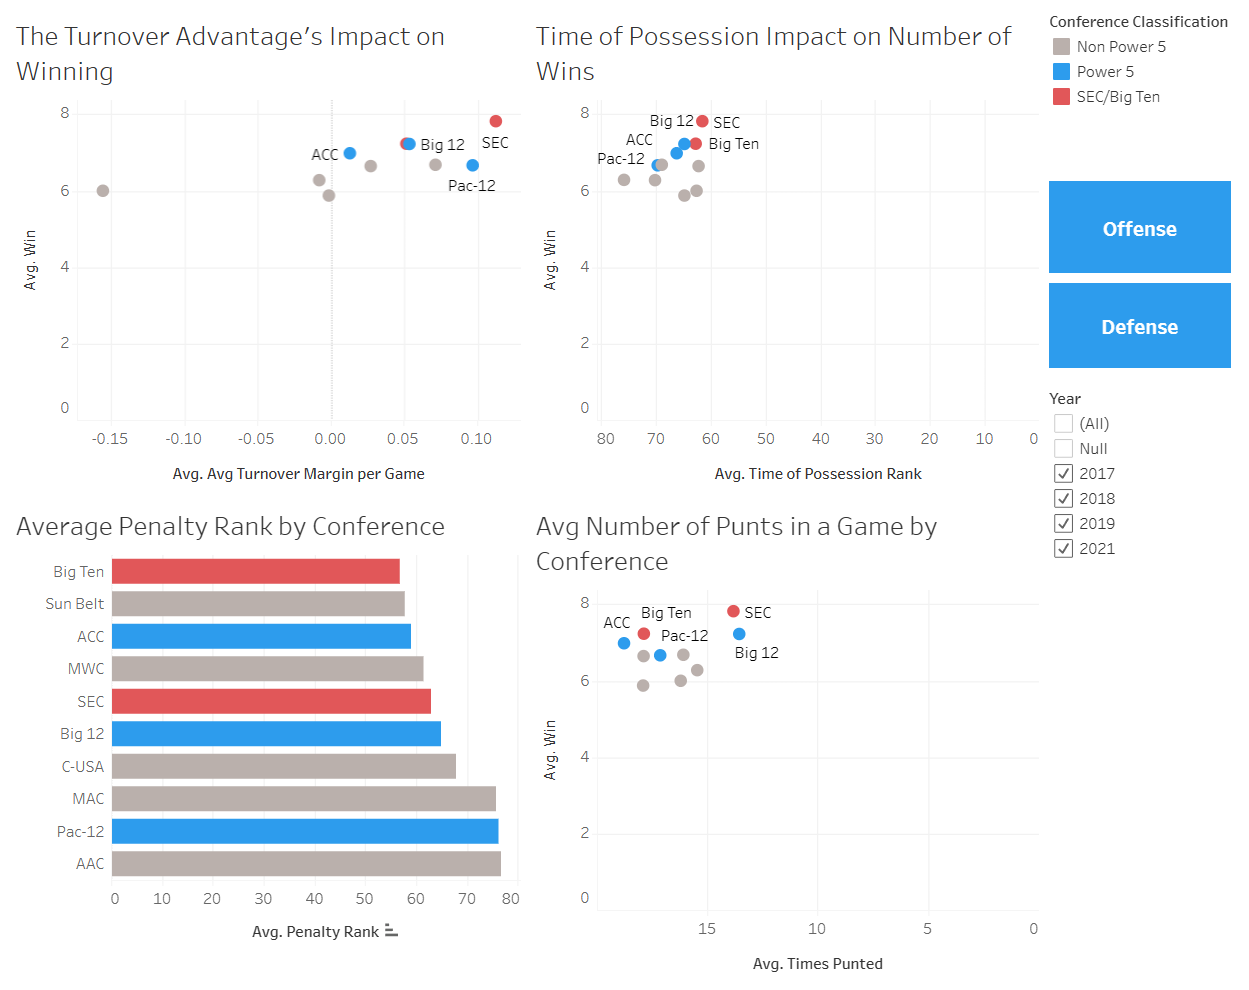 The Turnover Advantage's Impact on
Winning
8
6
4
2
0
Avg. Win
ACC
Big 12
SEC
Pac-12
-0.15
-0.10
-0.05
0.00
0.05
0.10
Avg. Avg Turnover Margin per Game
Time of Possession Impact on Number of
Wins
8
6
4
2
0
Avg. Win
Big 12
SEC
ACC
Big Ten
Pac-12
80
70
60
50
40
30
20
10
0
Avg. Time of Possession Rank
Conference Classification
Non Power 5
Power 5
SEC/Big Ten
Offense
Defense
Year
(All)
Null
2017
2018
2019
2021
Average Penalty Rank by Conference
Big Ten
Sun Belt
ACC
MWC
SEC
Big 12
C-USA
MAC
Pac-12
AAC
0
10
20
30
40
50
60
70
80
Avg. Penalty Rank
Avg Number of Punts in a Game by
Conference
8
6
4
2
0
Avg. Win
ACC
Big Ten
SEC
Pac-12
Big 12
15
10
5
0
Avg. Times Punted